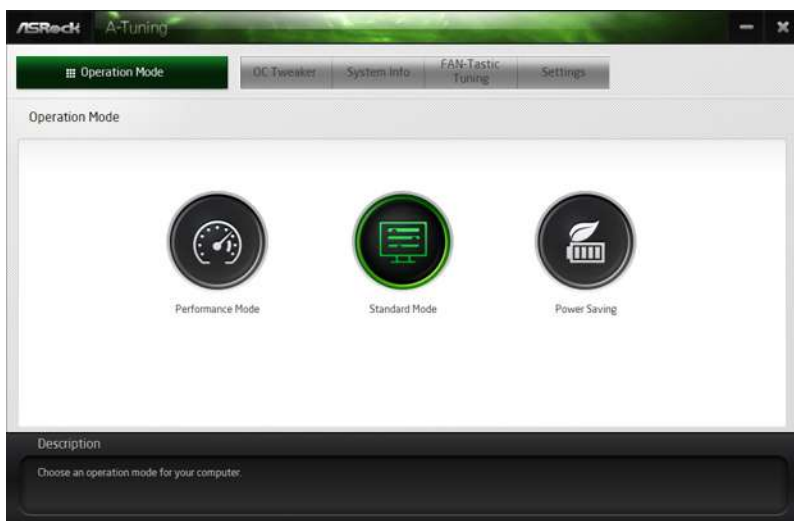 ASRock A-Tuning
Operation Mode OC Tweaker System Info FAN-Tastic Tuning Settings
Operation Mode
Performance Mode Standard Mode Power Saving
Description
Choose an operation mode for your computer.